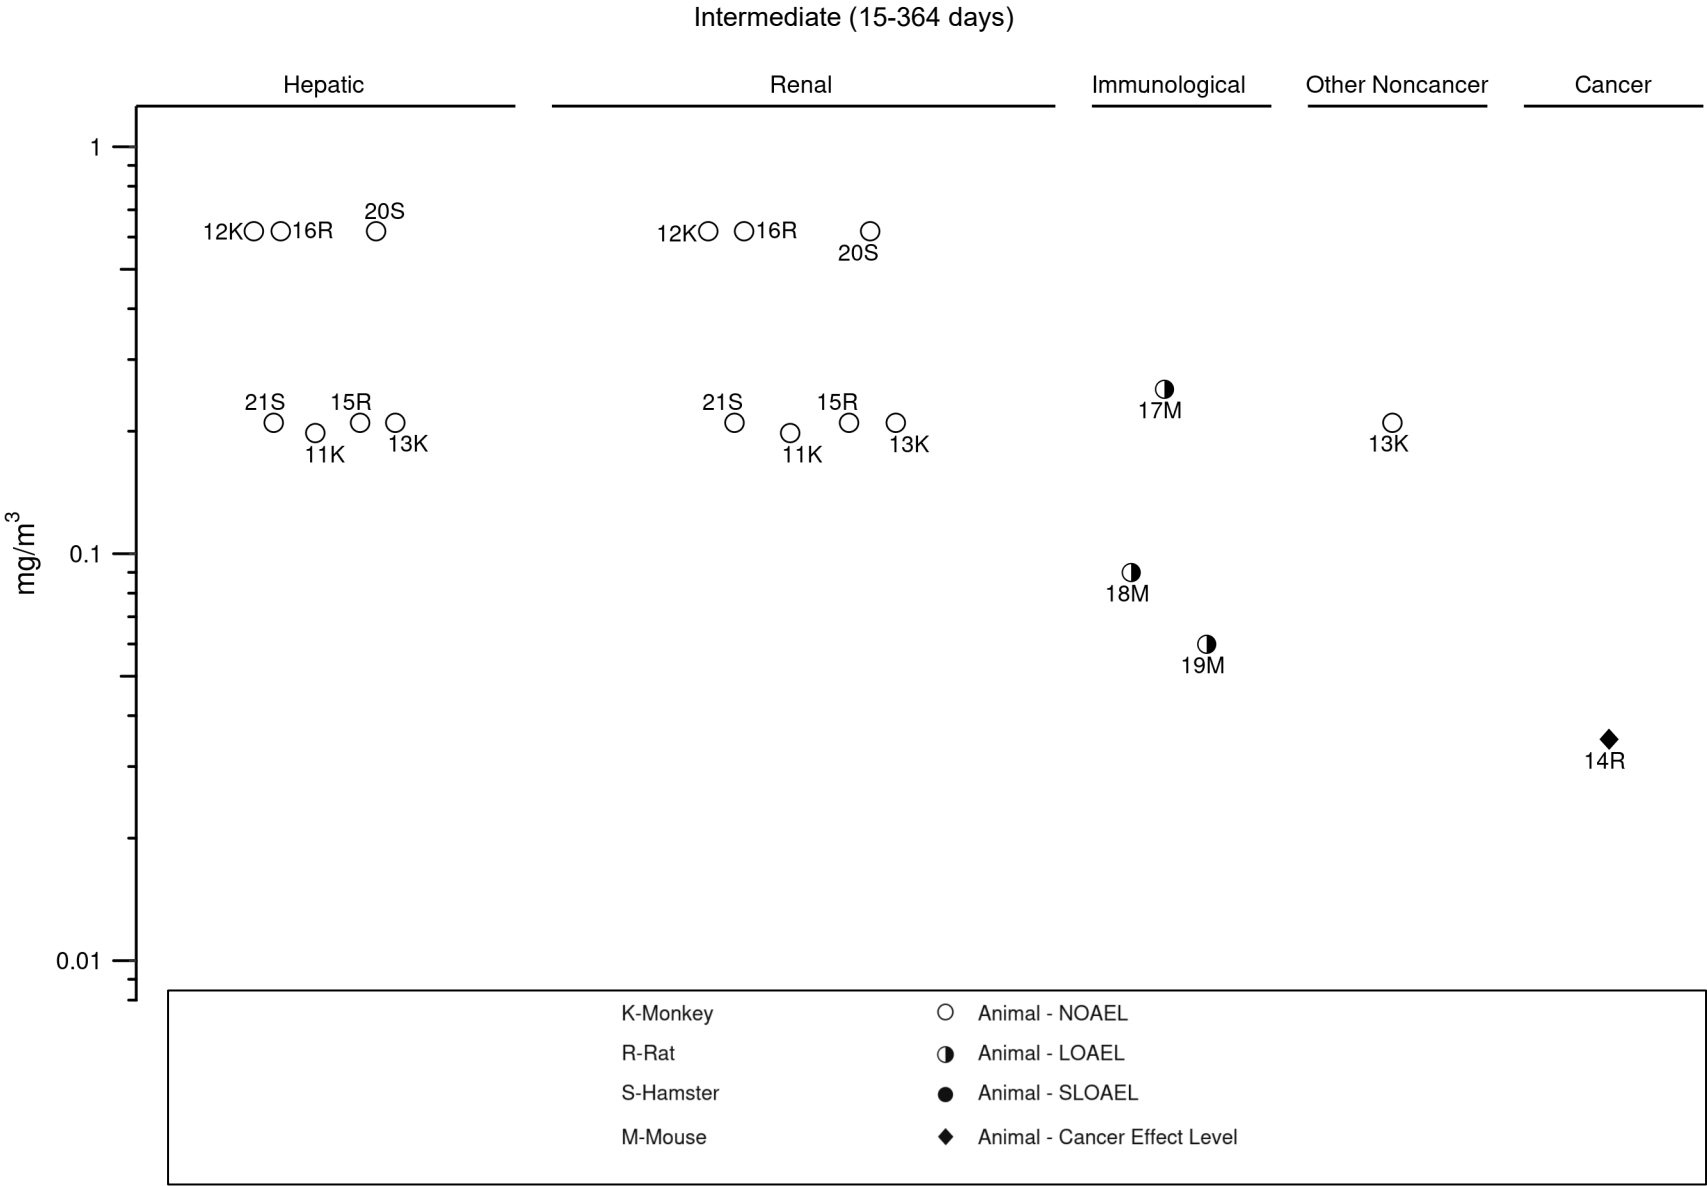 Intermediate (15-364 days)
Hepatic Renal Immunological Other Noncancer Cancer
1
20S
12K 16R 12K 16R
20S
21S 15R 21S 15R
17M
11K 13K 11K 13K 13K
mg/m³
0.1
18M
19M
14R
0.01
K-Monkey Animal - NOAEL
R-Rat Animal - LOAEL
S-Hamster Animal - SLOAEL
M-Mouse Animal - Cancer Effect Level